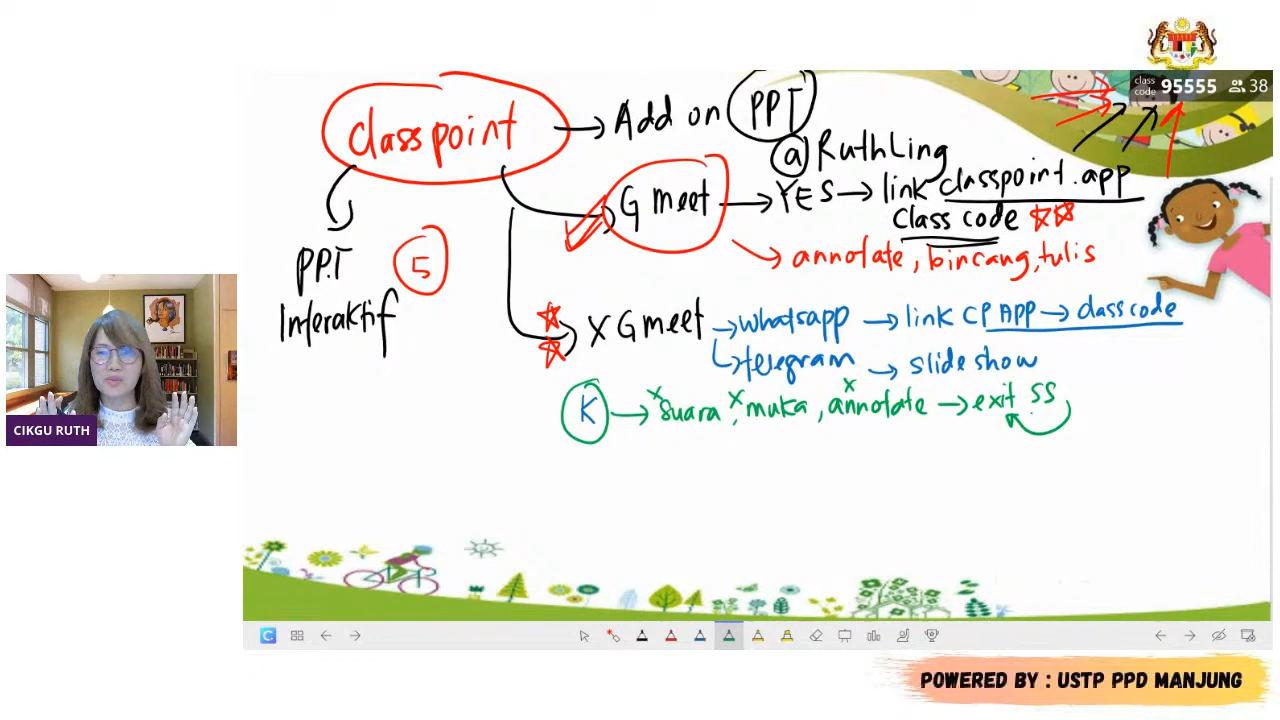 class code 95555 38
classpoint → Add on PPT
@ RuthLing
G meet → YES → link classpoint.app
class code
→ annotate, bincang, tulis
PPT
Interaktif
5
X G meet → whatsapp → link CP APP → class code
→ telegram → slide show
K → x suara, x muka, x annotate → exit SS
CIKGU RUTH
POWERED BY : USTP PPD MANJUNG